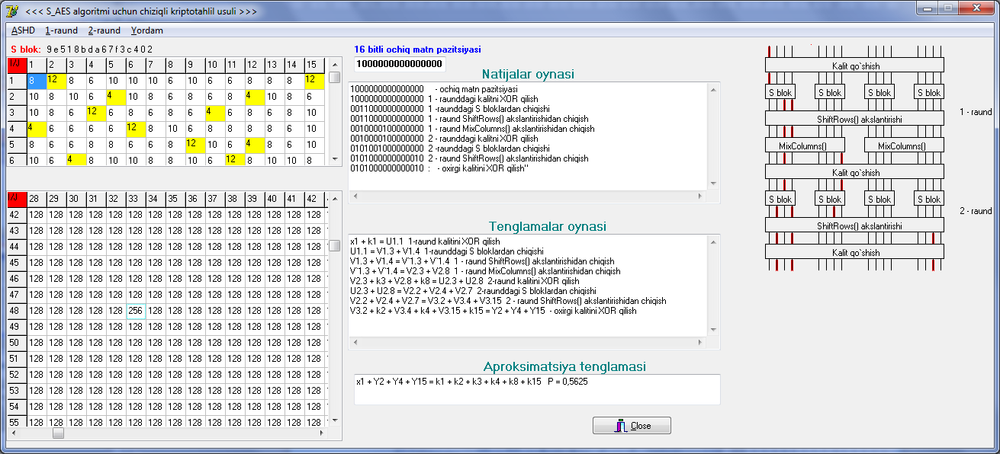 <<< S_AES algoritmi uchun chiziqli kriptotahlil usuli >>>
ASHD 1-raund 2-raund Yordam
S blok: 9 e 5 1 8 b d a 6 7 f 3 c 4 0 2
I/J 1 2 3 4 5 6 7 8 9 10 11 12 13 14 15
1 8 12 8 6 10 10 10 6 10 6 6 8 8 8 12
2 10 8 10 6 4 10 8 6 8 8 8 4 10 8 6
3 10 8 6 12 6 8 6 8 6 4 10 6 8 6 10
4 4 6 6 6 6 12 8 10 6 8 8 8 8 6 10
5 8 6 6 8 8 6 6 8 12 10 6 4 8 6 10
6 10 6 4 8 10 10 8 8 10 6 12 8 10 10 8
I/J 28 29 30 31 32 33 34 35 36 37 38 39 40 41 42
42 128 128 128 128 128 128 128 128 128 128 128 128 128 128 128
43 128 128 128 128 128 128 128 128 128 128 128 128 128 128 128
44 128 128 128 128 128 128 128 128 128 128 128 128 128 128 128
45 128 128 128 128 128 128 128 128 128 128 128 128 128 128 128
46 128 128 128 128 128 128 128 128 128 128 128 128 128 128 128
47 128 128 128 128 128 128 128 128 128 128 128 128 128 128 128
48 128 128 128 128 128 256 128 128 128 128 128 128 128 128 128
49 128 128 128 128 128 128 128 128 128 128 128 128 128 128 128
50 128 128 128 128 128 128 128 128 128 128 128 128 128 128 128
51 128 128 128 128 128 128 128 128 128 128 128 128 128 128 128
52 128 128 128 128 128 128 128 128 128 128 128 128 128 128 128
53 128 128 128 128 128 128 128 128 128 128 128 128 128 128 128
54 128 128 128 128 128 128 128 128 128 128 128 128 128 128 128
55 128 128 128 128 128 128 128 128 128 128 128 128 128 128 128
16 bitli ochiq matn pazitsiyasi
1000000000000000
Natijalar oynasi
1000000000000000 - ochiq matn pazitsiyasi
1000000000000000 1 - raunddagi kalitni XOR qilish
0011000000000000 1 -raunddagi S bloklardan chiqishi
0011000000000000 1 - raund ShiftRows() akslantirishidan chiqish
0010000100000000 1 - raund MixColumns() akslantirishidan chiqish
0010000100000000 2 - raunddagi kalitni XOR qilish
0101001000000000 2 -raunddagi S bloklardan chiqishi
0101000000000010 2 - raund ShiftRows() akslantirishidan chiqish
0101000000000010 : - oxirgi kalitini XOR qilish"
Tenglamalar oynasi
x1 + k1 = U1.1 1-raund kalitini XOR qilish
U1.1 = V1.3 + V1.4 1-raunddagi S bloklardan chiqishi
V1.3 + V1.4 = V`1.3 + V`1.4 1 - raund ShiftRows() akslantirishidan chiqish
V`1.3 + V`1.4 = V2.3 + V2.8 1 - raund MixColumns() akslantirishidan chiqish
V2.3 + k3 + V2.8 + k8 = U2.3 + U2.8 2-raund kalitini XOR qilish
U2.3 + U2.8 = V2.2 + V2.4 + V2.7 2-raunddagi S bloklardan chiqishi
V2.2 + V2.4 + V2.7 = V3.2 + V3.4 + V3.15 2 - raund ShiftRows() akslantirishidan chiqish
V3.2 + k2 + V3.4 + k4 + V3.15 + k15 = Y2 + Y4 + Y15 - oxirgi kalitini XOR qilish
Aproksimatsiya tenglamasi
x1 + Y2 + Y4 + Y15 = k1 + k2 + k3 + k4 + k8 + k15 P = 0,5625
Close
Kalit qo`shish
S blok S blok S blok S blok
1 - raund
ShiftRows() akslantirishi
MixColumns() MixColumns()
Kalit qo`shish
S blok S blok S blok S blok
2 - raund
ShiftRows() akslantirishi
Kalit qo`shish